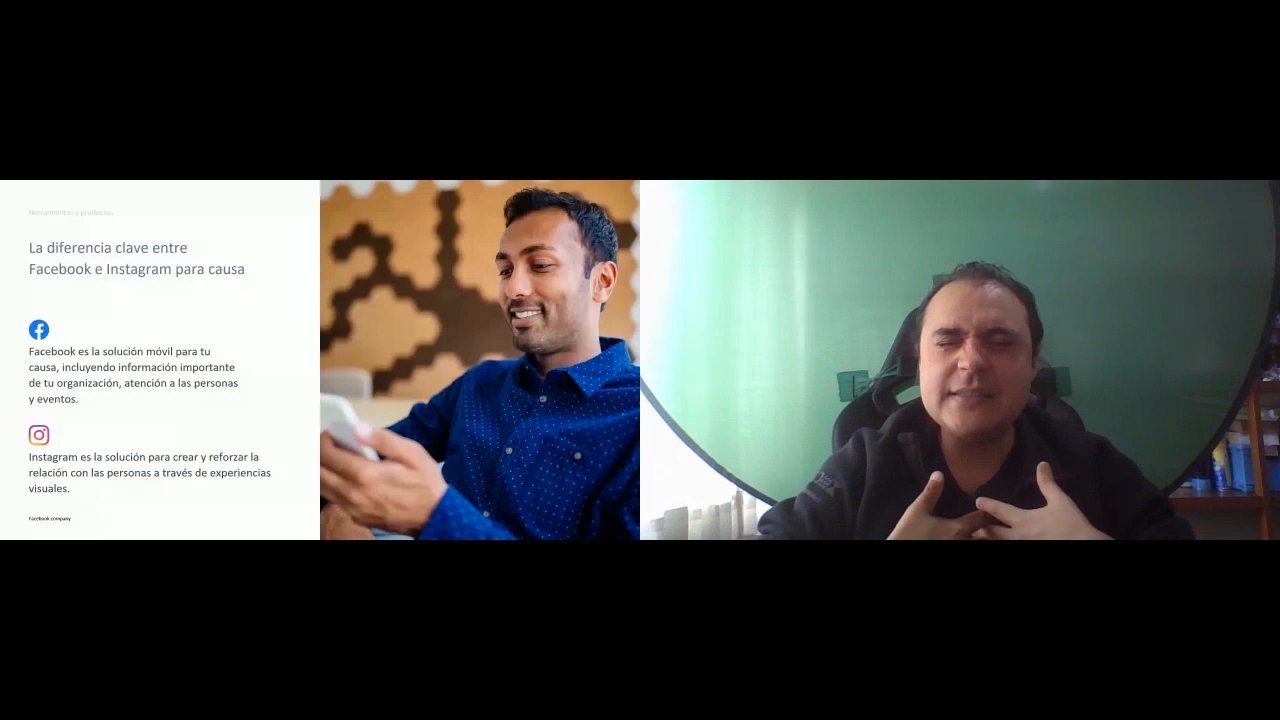 Herramientas y productos
La diferencia clave entre
Facebook e Instagram para causa
Facebook es la solución móvil para tu
causa, incluyendo información importante
de tu organización, atención a las personas
y eventos.
Instagram es la solución para crear y reforzar la
relación con las personas a través de experiencias
visuales.
Facebook company